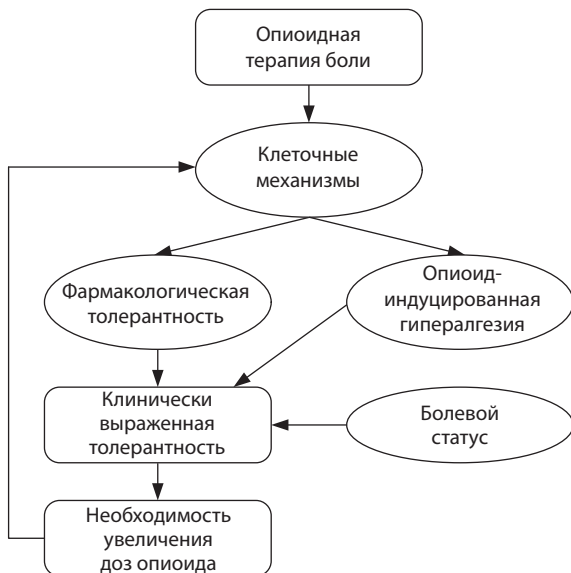 Опиоидная
терапия боли
Клеточные
механизмы
Фармакологическая
толерантность
Опиоид-
индуцированная
гипералгезия
Клинически
выраженная
толерантность
Болевой
статус
Необходимость
увеличения
доз опиоида